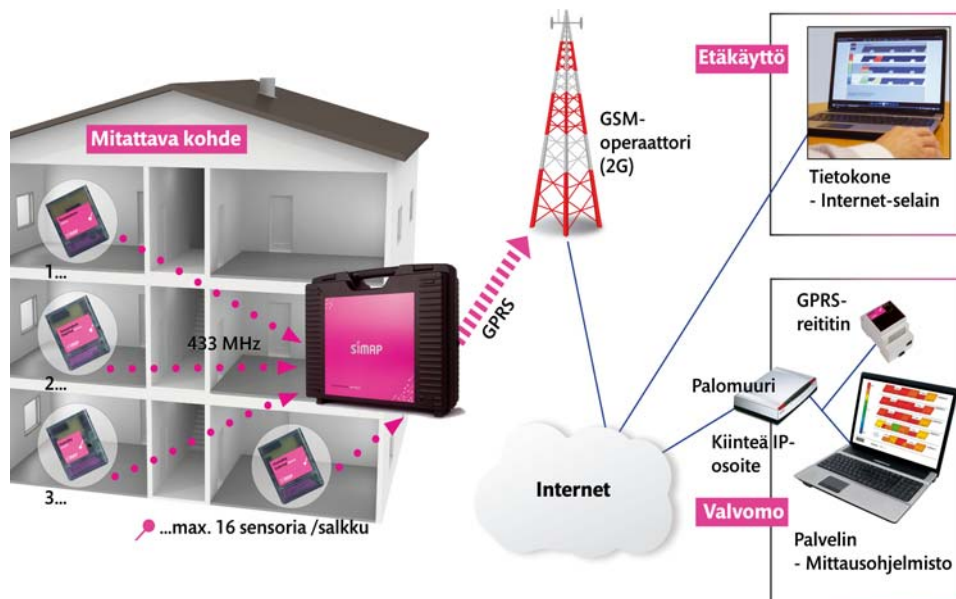 Mitattava kohde
1...
2...
3...
433 MHz
SIMAP
...max. 16 sensoria /salkku
GPRS
GSM-
operaattori
(2G)
Internet
Etäkäyttö
Tietokone
- Internet-selain
GPRS-
reititin
Palomuuri
Kiinteä IP-
osoite
Valvomo
Palvelin
- Mittausohjelmisto